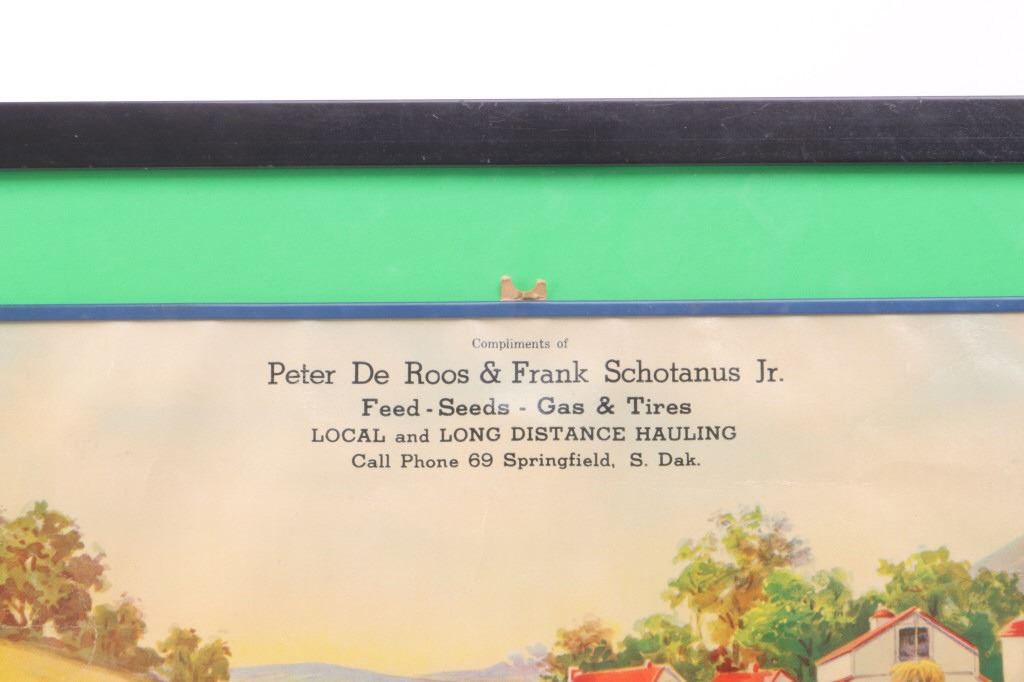 Compliments of
Peter De Roos & Frank Schotanus Jr.
Feed - Seeds - Gas & Tires
LOCAL and LONG DISTANCE HAULING
Call Phone 69 Springfield, S. Dak.